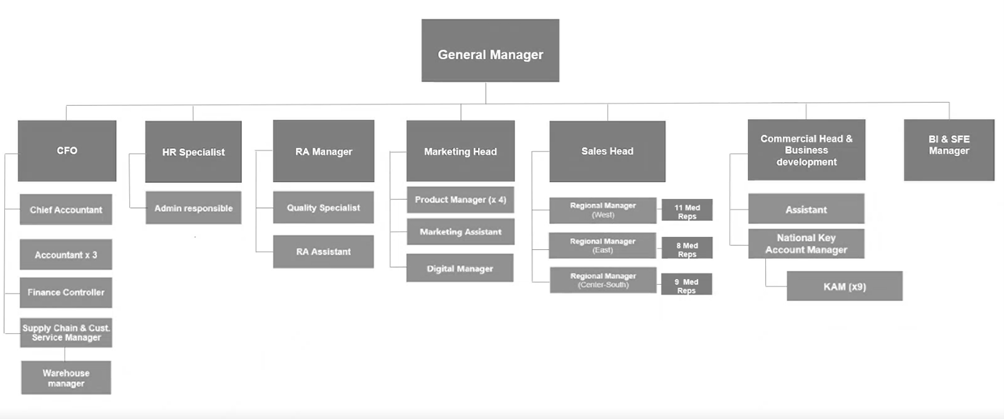 General Manager
CFO
HR Specialist
RA Manager
Marketing Head
Sales Head
Commercial Head &
Business
development
BI & SFE
Manager
Chief Accountant
Accountant x 3
Finance Controller
Supply Chain & Cust.
Service Manager
Warehouse
manager
Admin responsible
Quality Specialist
RA Assistant
Product Manager (x 4)
Marketing Assistant
Digital Manager
Regional Manager
(West)
11 Med
Reps
Regional Manager
(East)
8 Med
Reps
Regional Manager
(Center-South)
9 Med
Reps
Assistant
National Key
Account Manager
KAM (x9)